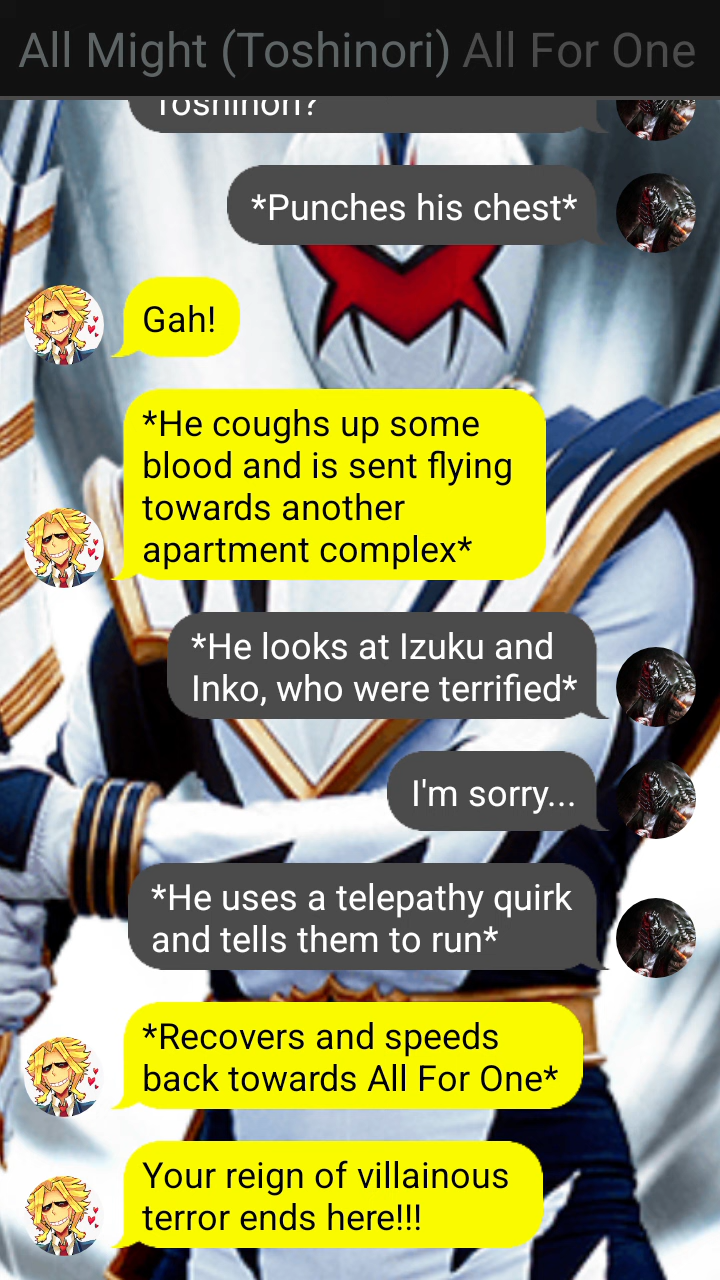 All Might (Toshinori) All For One
Toshinori?
*Punches his chest*
Gah!
*He coughs up some
blood and is sent flying
towards another
apartment complex*
*He looks at Izuku and
Inko, who were terrified*
I'm sorry...
*He uses a telepathy quirk
and tells them to run*
*Recovers and speeds
back towards All For One*
Your reign of villainous
terror ends here!!!